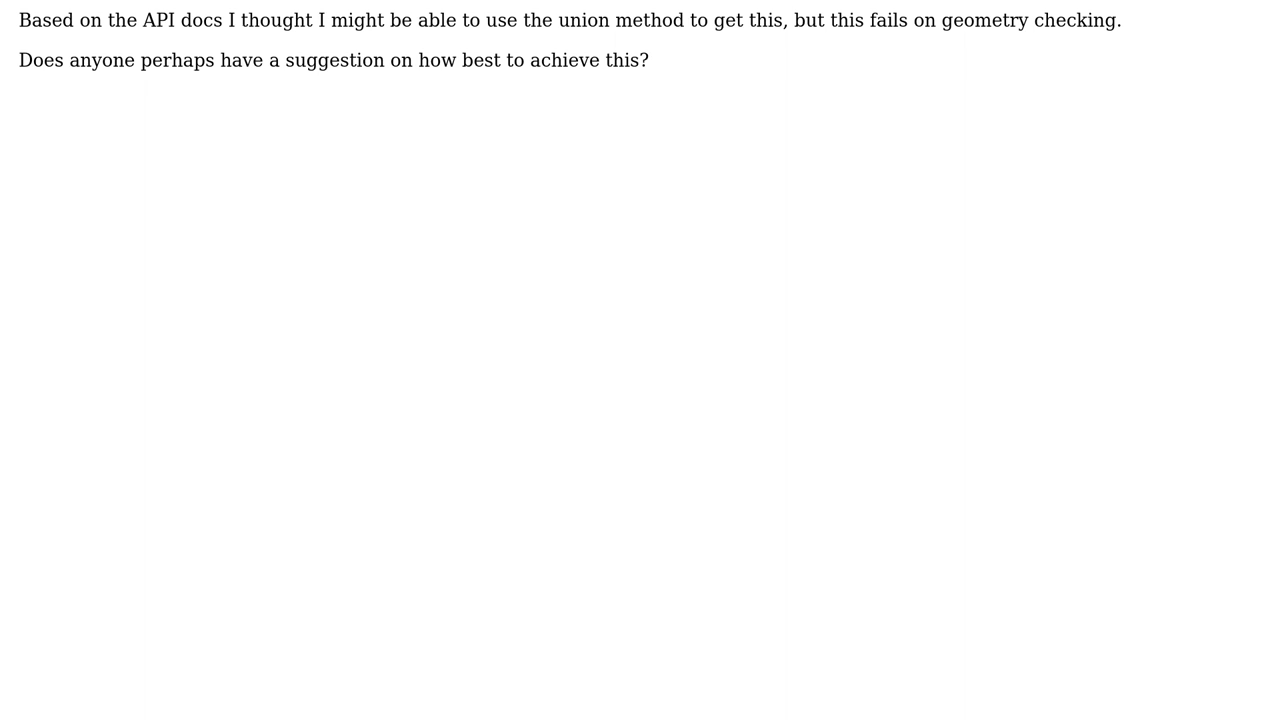 Based on the API docs I thought I might be able to use the union method to get this, but this fails on geometry checking.
Does anyone perhaps have a suggestion on how best to achieve this?